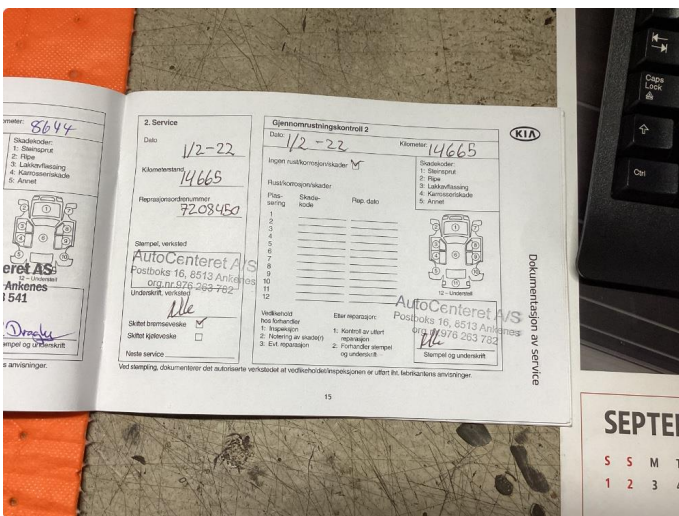 ometer: 8644
Skadekoder:
1: Steinsprut
2: Ripe
3: Lakkavflassing
4: Karosseriskade
5: Annet
12 – Understell
eret AS
Ankenes
541
empel og underskrift
s anvisninger.
2. Service
Dato
1/2-22
Kilometerstand
14665
Reprasjonsordrenummer
7208450
Stempel, verksted
AutoCenteret A/S
Postboks 16, 8513 Ankenes
org.nr. 976 263 782
Underskrift, verksted
Skiftet bremseveske
Skiftet kjøleveske
Neste service
Gjennomrustningskontroll 2
Dato: 1/2-22
Kilometer: 14665
Ingen rust/korrosjon/skader
Rust/korrosjon/skader
Plas-
sering
Skade-
kode
Rep. dato
1
2
3
4
5
6
7
8
9
10
11
12
Skadekoder:
1: Steinsprut
2: Ripe
3: Lakkavflassing
4: Karosseriskade
5: Annet
12 – Understell
Vedlikehold
hos forhandler
1: Inspeksjon
2: Notering av skade(r)
3: Evt. reparasjon
Etter reparasjon:
1: Kontroll av utført
reparasjon
2: Forhandler stempel
og underskrift
AutoCenteret A/S
Postboks 16, 8513 Ankenes
org.nr. 976 263 782
Stempel og underskrift
Ved stempling, dokumenterer det autoriserte verkstedet at vedlikeholdet/inspeksjonen er utført iht. fabrikantens anvisninger.
15
KIA
Dokumentasjon av service
Caps
Lock
Ctrl
SEPTE
S S M T
1 2 3